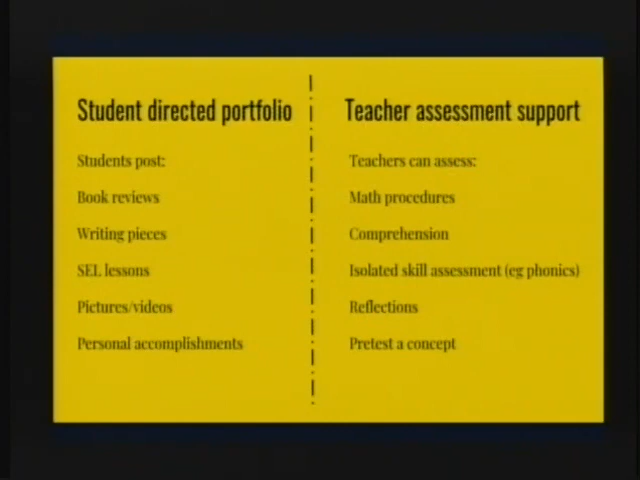 Student directed portfolio
Students post:
Book reviews
Writing pieces
SEL lessons
Pictures/videos
Personal accomplishments
Teacher assessment support
Teachers can assess:
Math procedures
Comprehension
Isolated skill assessment (eg phonics)
Reflections
Pretest a concept